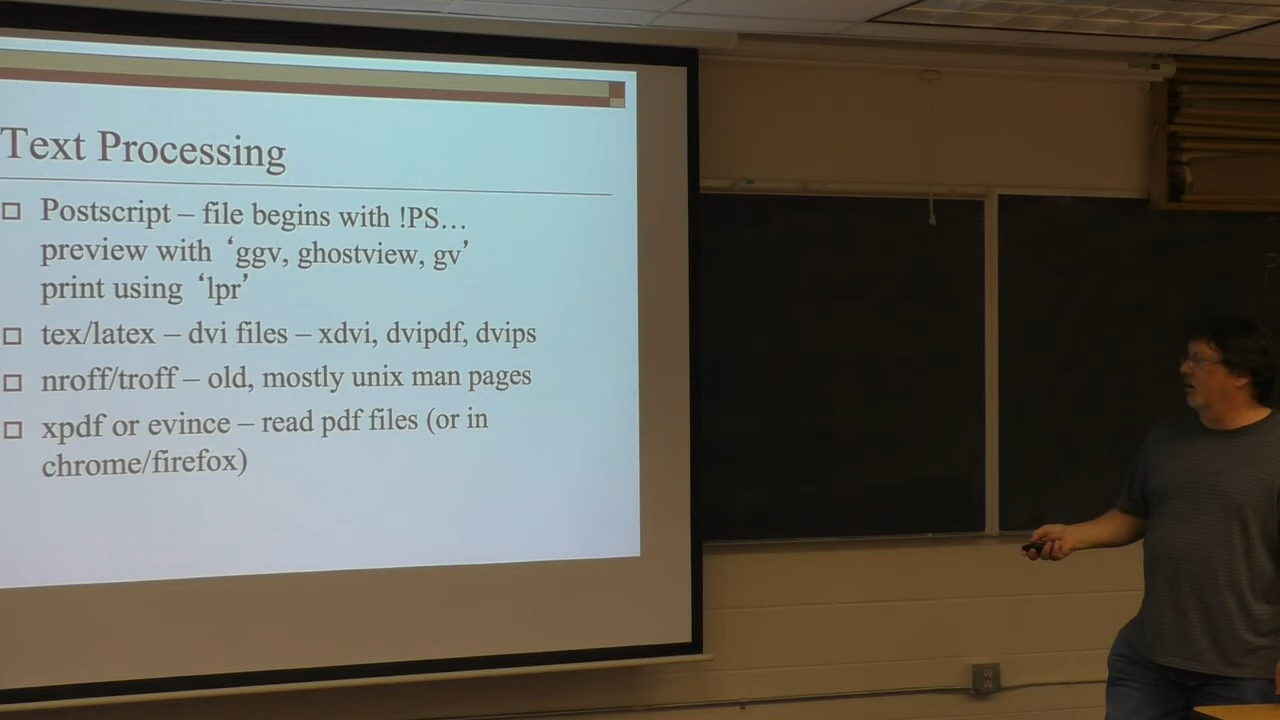 Text Processing
Postscript – file begins with !PS…
preview with ‘ggv, ghostview, gv’
print using ‘lpr’
tex/latex – dvi files – xdvi, dvipdf, dvips
nroff/troff – old, mostly unix man pages
xpdf or evince – read pdf files (or in
chrome/firefox)